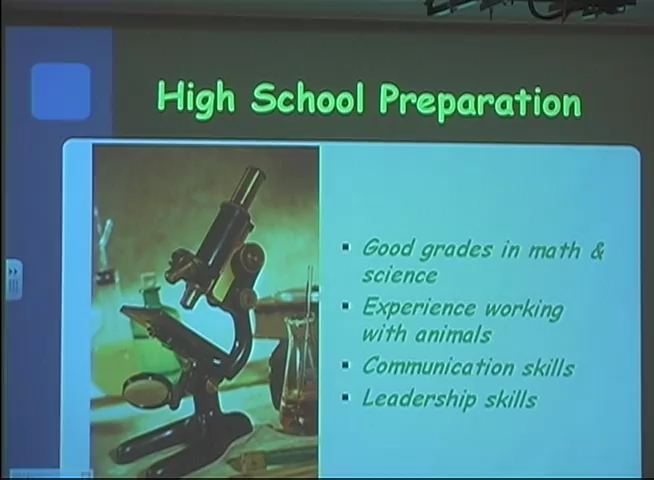 High School Preparation
▪ Good grades in math &
science
▪ Experience working
with animals
▪ Communication skills
▪ Leadership skills